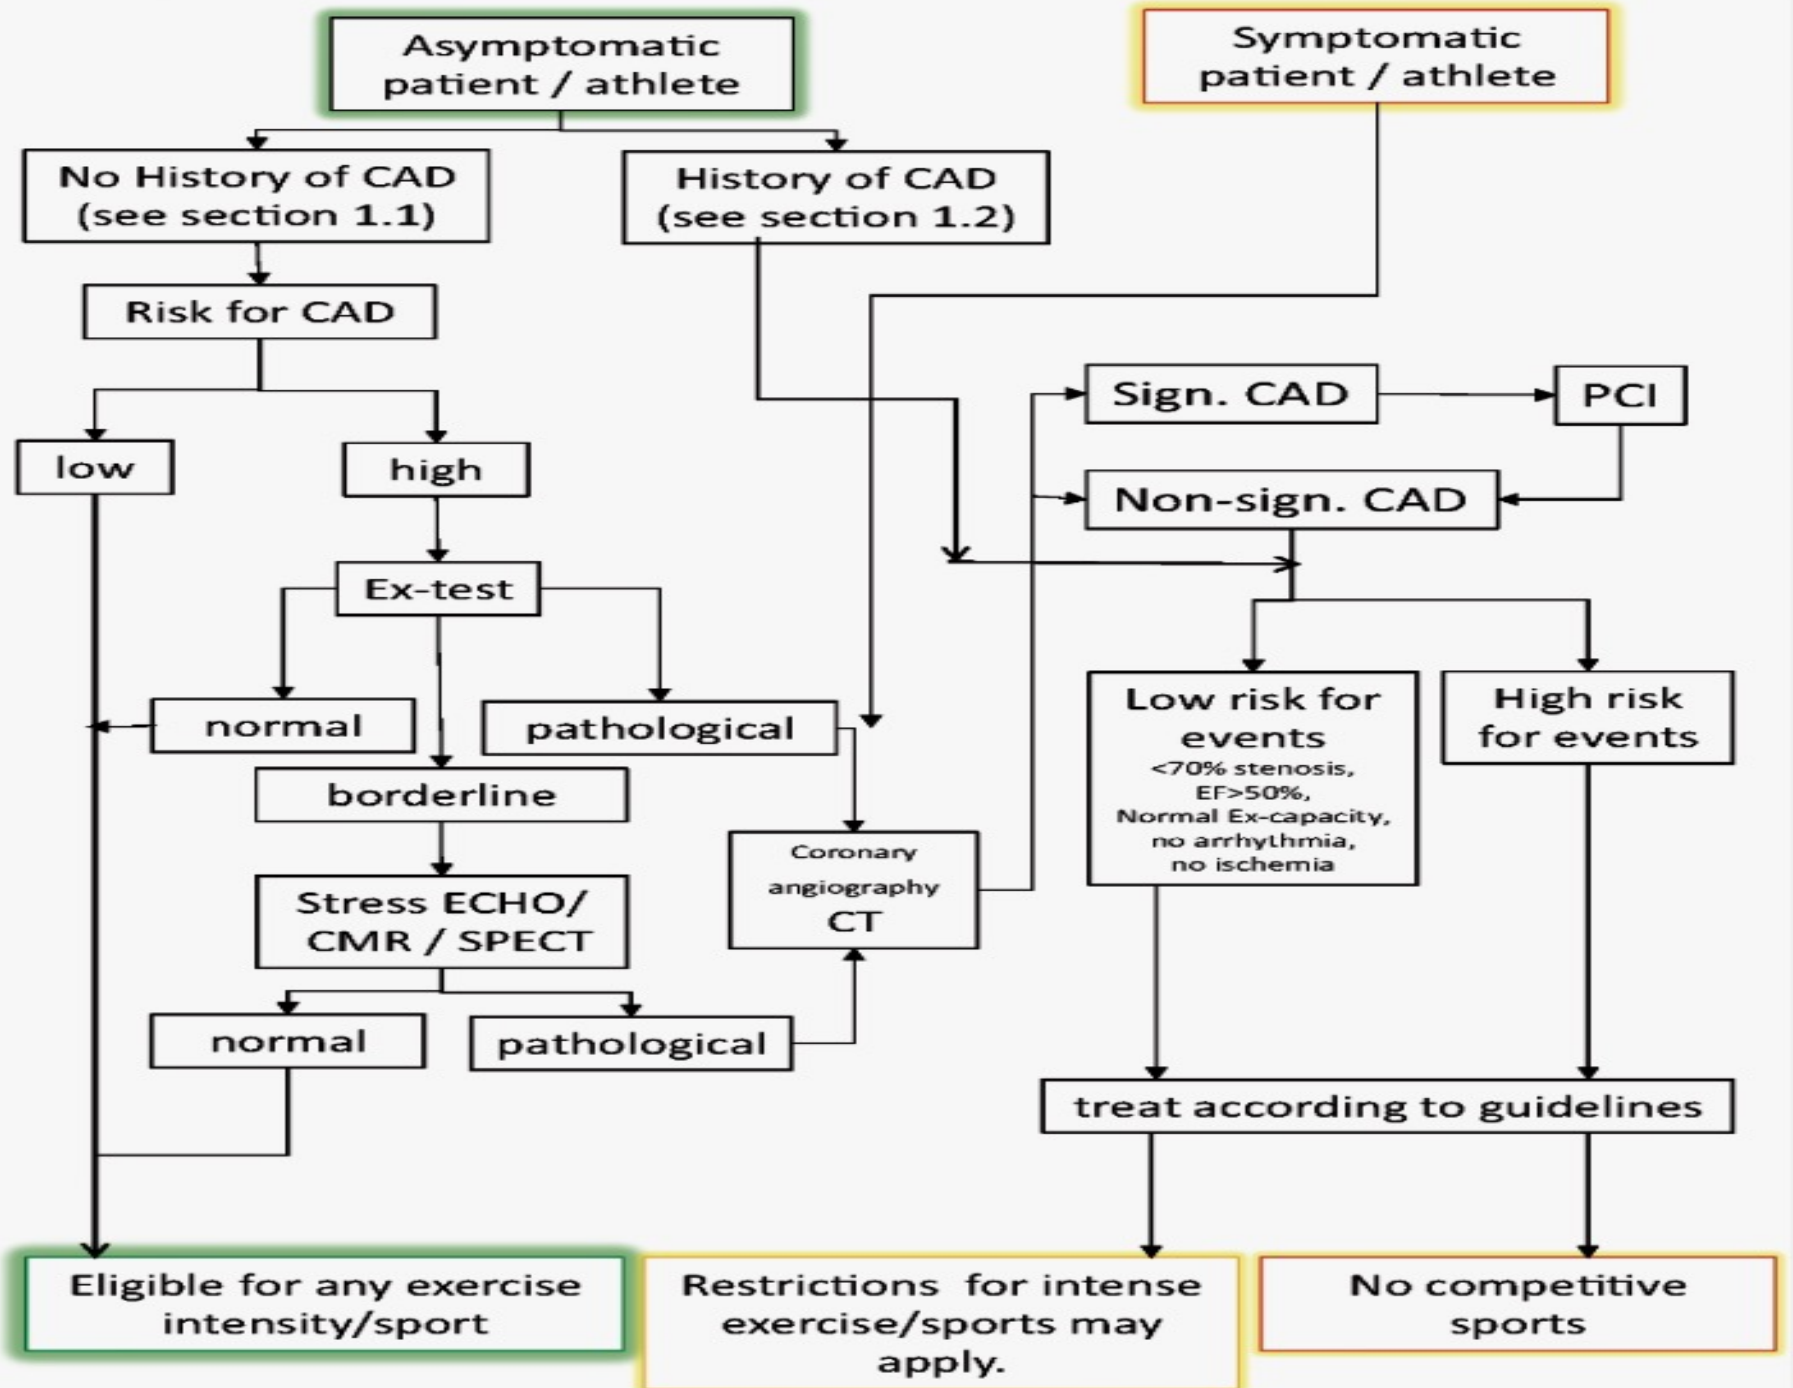 Asymptomatic
patient / athlete
Symptomatic
patient / athlete
No History of CAD
(see section 1.1)
History of CAD
(see section 1.2)
Risk for CAD
Sign. CAD
PCI
low
high
Non-sign. CAD
Ex-test
normal
pathological
Low risk for
events
<70% stenosis,
EF>50%,
Normal Ex-capacity,
no arrhythmia,
no ischemia
High risk
for events
borderline
Coronary
angiography
CT
Stress ECHO/
CMR / SPECT
normal
pathological
treat according to guidelines
Eligible for any exercise
intensity/sport
Restrictions for intense
exercise/sports may
apply.
No competitive
sports